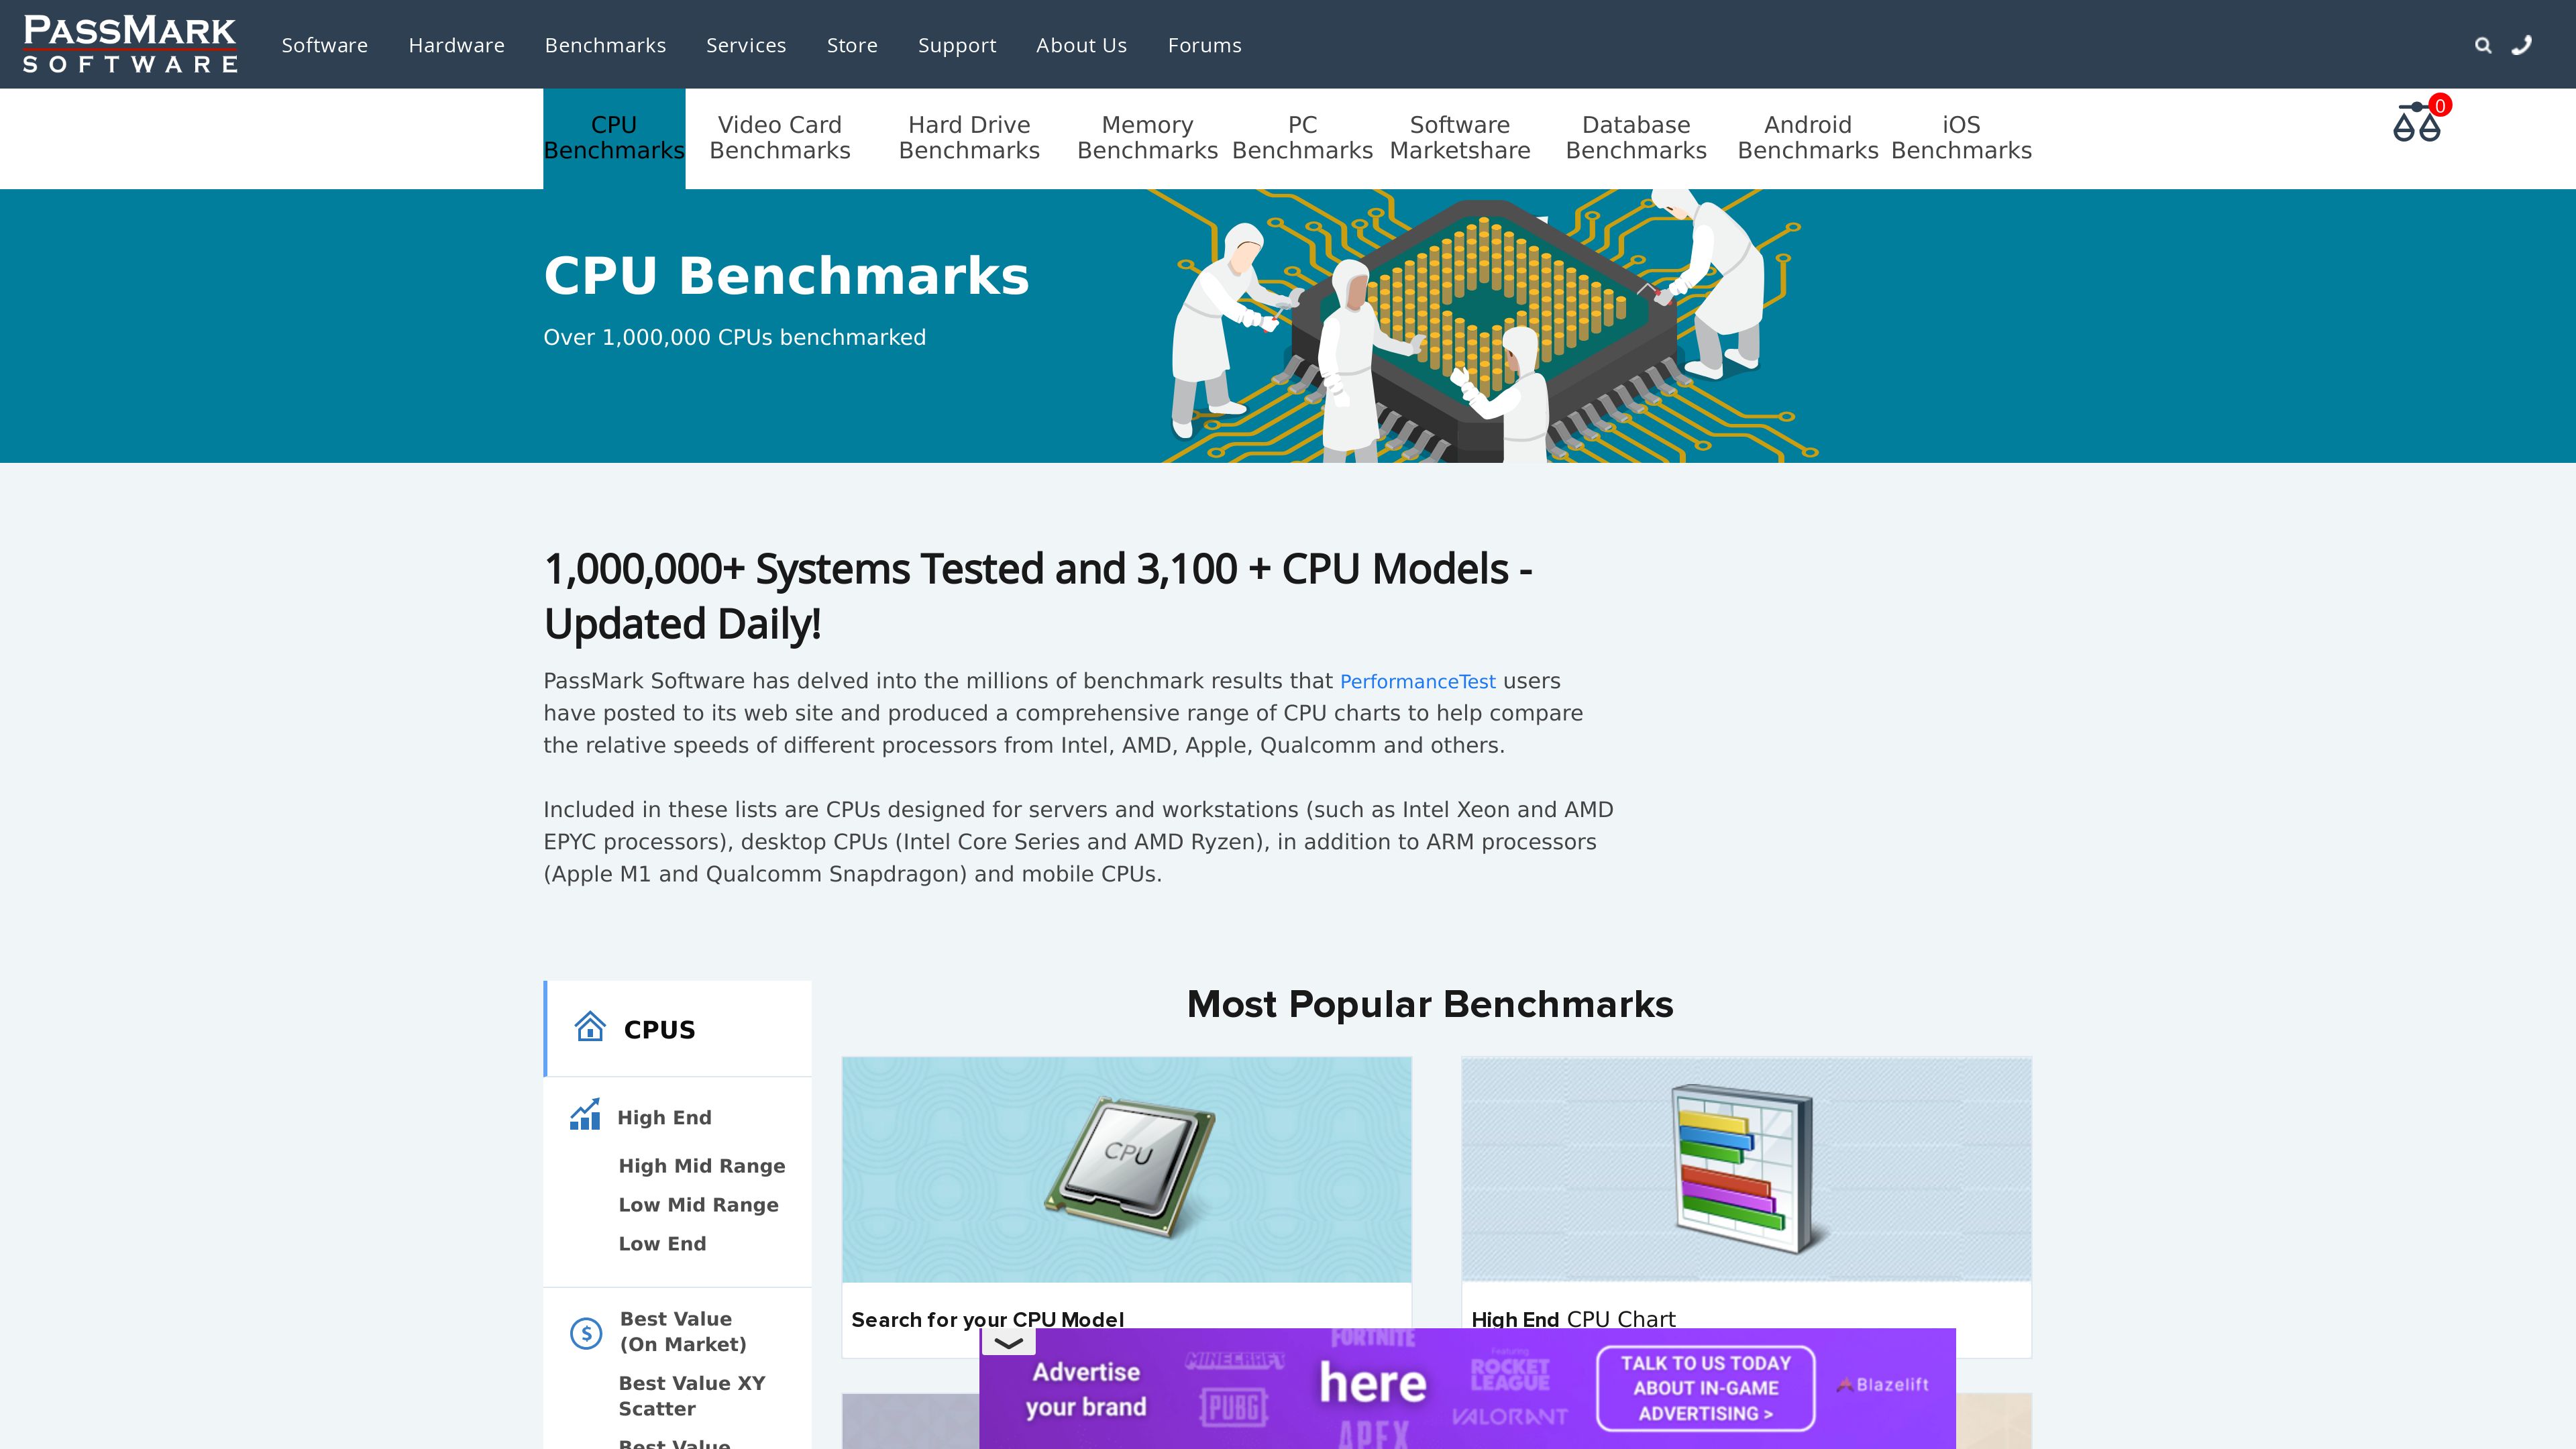 PASSMARK
SOFTWARE
Software Hardware Benchmarks Services Store Support About Us Forums
CPU Benchmarks
Video Card Benchmarks
Hard Drive Benchmarks
Memory Benchmarks
PC Benchmarks
Software Marketshare
Database Benchmarks
Android Benchmarks
iOS Benchmarks
0
CPU Benchmarks
Over 1,000,000 CPUs benchmarked
1,000,000+ Systems Tested and 3,100 + CPU Models -
Updated Daily!
PassMark Software has delved into the millions of benchmark results that PerformanceTest users
have posted to its web site and produced a comprehensive range of CPU charts to help compare
the relative speeds of different processors from Intel, AMD, Apple, Qualcomm and others.
Included in these lists are CPUs designed for servers and workstations (such as Intel Xeon and AMD
EPYC processors), desktop CPUs (Intel Core Series and AMD Ryzen), in addition to ARM processors
(Apple M1 and Qualcomm Snapdragon) and mobile CPUs.
CPUS
High End
High Mid Range
Low Mid Range
Low End
Best Value
(On Market)
Best Value XY
Scatter
Best Value
Most Popular Benchmarks
CPU
Search for your CPU Model
High End CPU Chart
Advertise
your brand
MINECRAFT
PUBG
FORTNITE
here
APEX
Featuring
ROCKET
LEAGUE
VALORANT
TALK TO US TODAY
ABOUT IN-GAME
ADVERTISING >
Blazelift